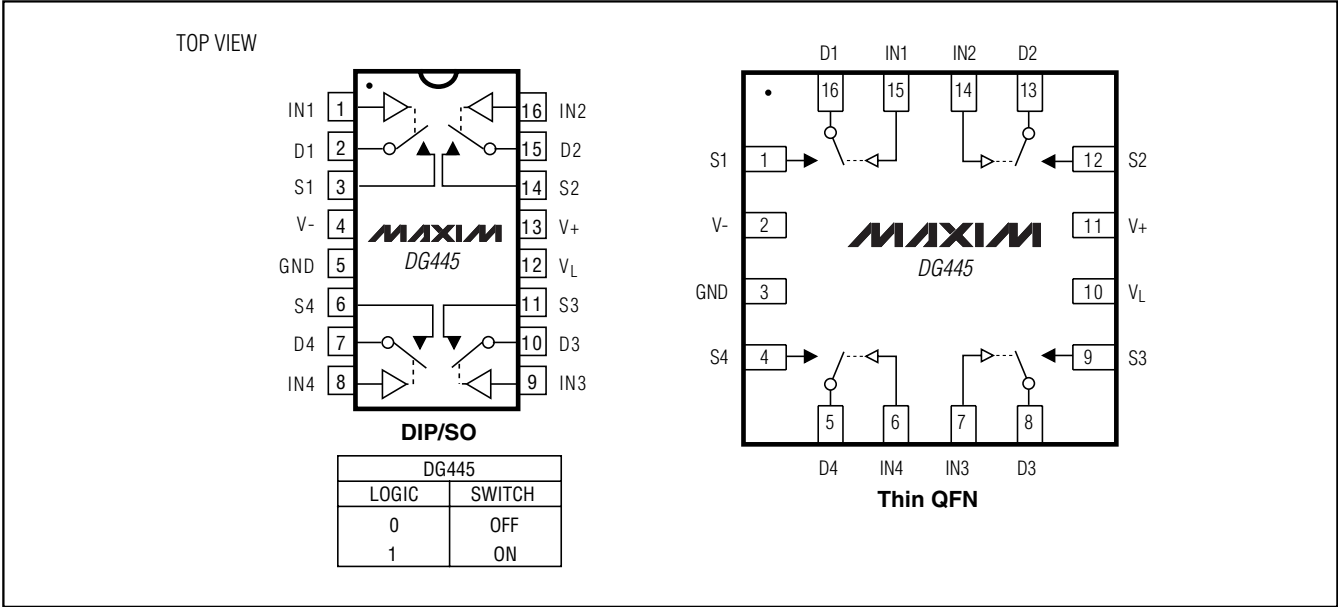 TOP VIEW
IN1 1 16 IN2
D1 2 15 D2
S1 3 14 S2
V- 4 13 V+
GND 5 12 VL
S4 6 11 S3
D4 7 10 D3
IN4 8 9 IN3
MAXIM
DG445
DIP/SO
DG445
LOGIC SWITCH
0 OFF
1 ON
D1 IN1 IN2 D2
16 15 14 13
S1 1 12 S2
V- 2 11 V+
MAXIM
DG445
GND 3 10 VL
S4 4 9 S3
5 6 7 8
D4 IN4 IN3 D3
Thin QFN